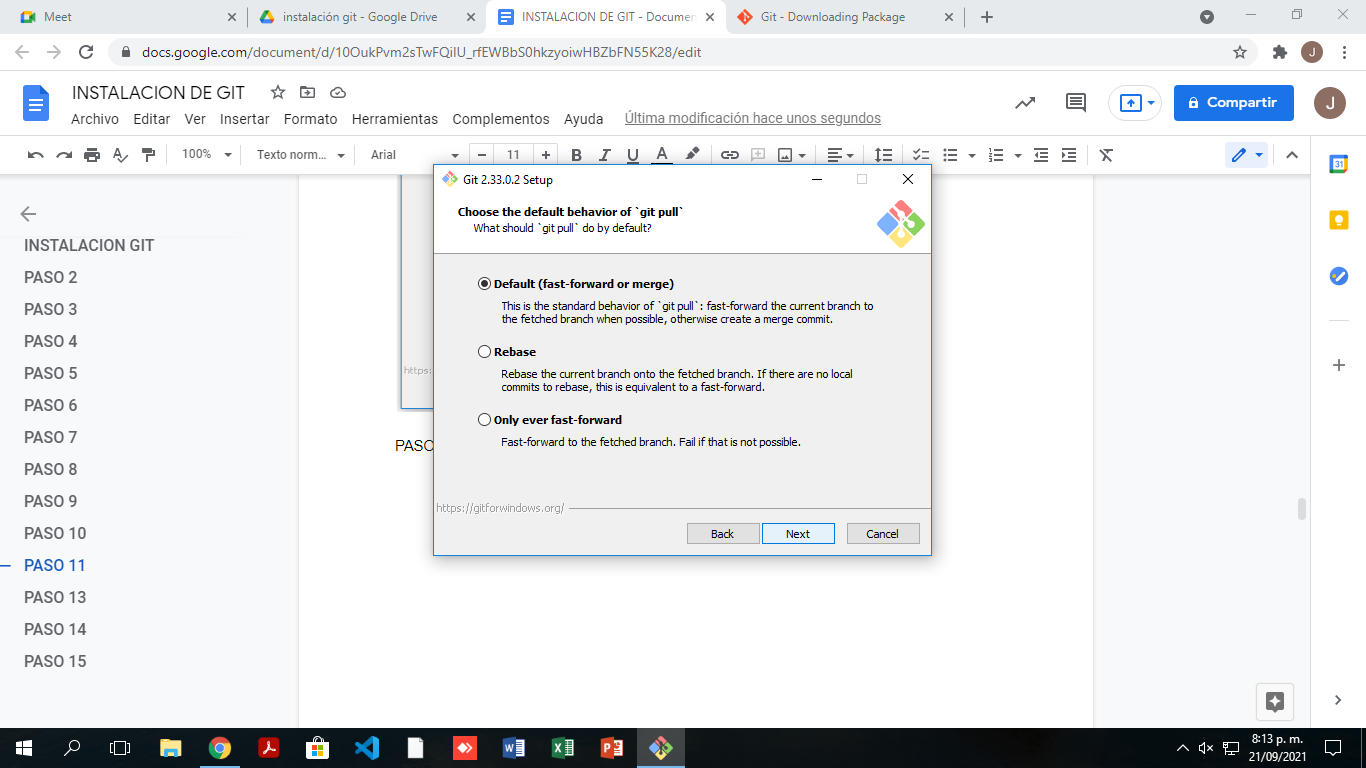 Meet
instalación git - Google Drive
INSTALACION DE GIT - Documen
Git - Downloading Package
docs.google.com/document/d/10OukPvm2sTwFQiIU_rfEWBbS0hkzyoiwHBZbFN55K28/edit
J
INSTALACION DE GIT
Archivo Editar Ver Insertar Formato Herramientas Complementos Ayuda Última modificación hace unos segundos
Compartir
J
100% Texto norm... Arial 11 B I U A
31
INSTALACION GIT
PASO 2
PASO 3
PASO 4
PASO 5
PASO 6
PASO 7
PASO 8
PASO 9
PASO 10
PASO 11
PASO 13
PASO 14
PASO 15
https:
PASO
Git 2.33.0.2 Setup
Choose the default behavior of `git pull`
What should `git pull` do by default?
Default (fast-forward or merge)
This is the standard behavior of `git pull`: fast-forward the current branch to
the fetched branch when possible, otherwise create a merge commit.
Rebase
Rebase the current branch onto the fetched branch. If there are no local
commits to rebase, this is equivalent to a fast-forward.
Only ever fast-forward
Fast-forward to the fetched branch. Fail if that is not possible.
https://gitforwindows.org/
Back Next Cancel
8:13 p. m.
21/09/2021